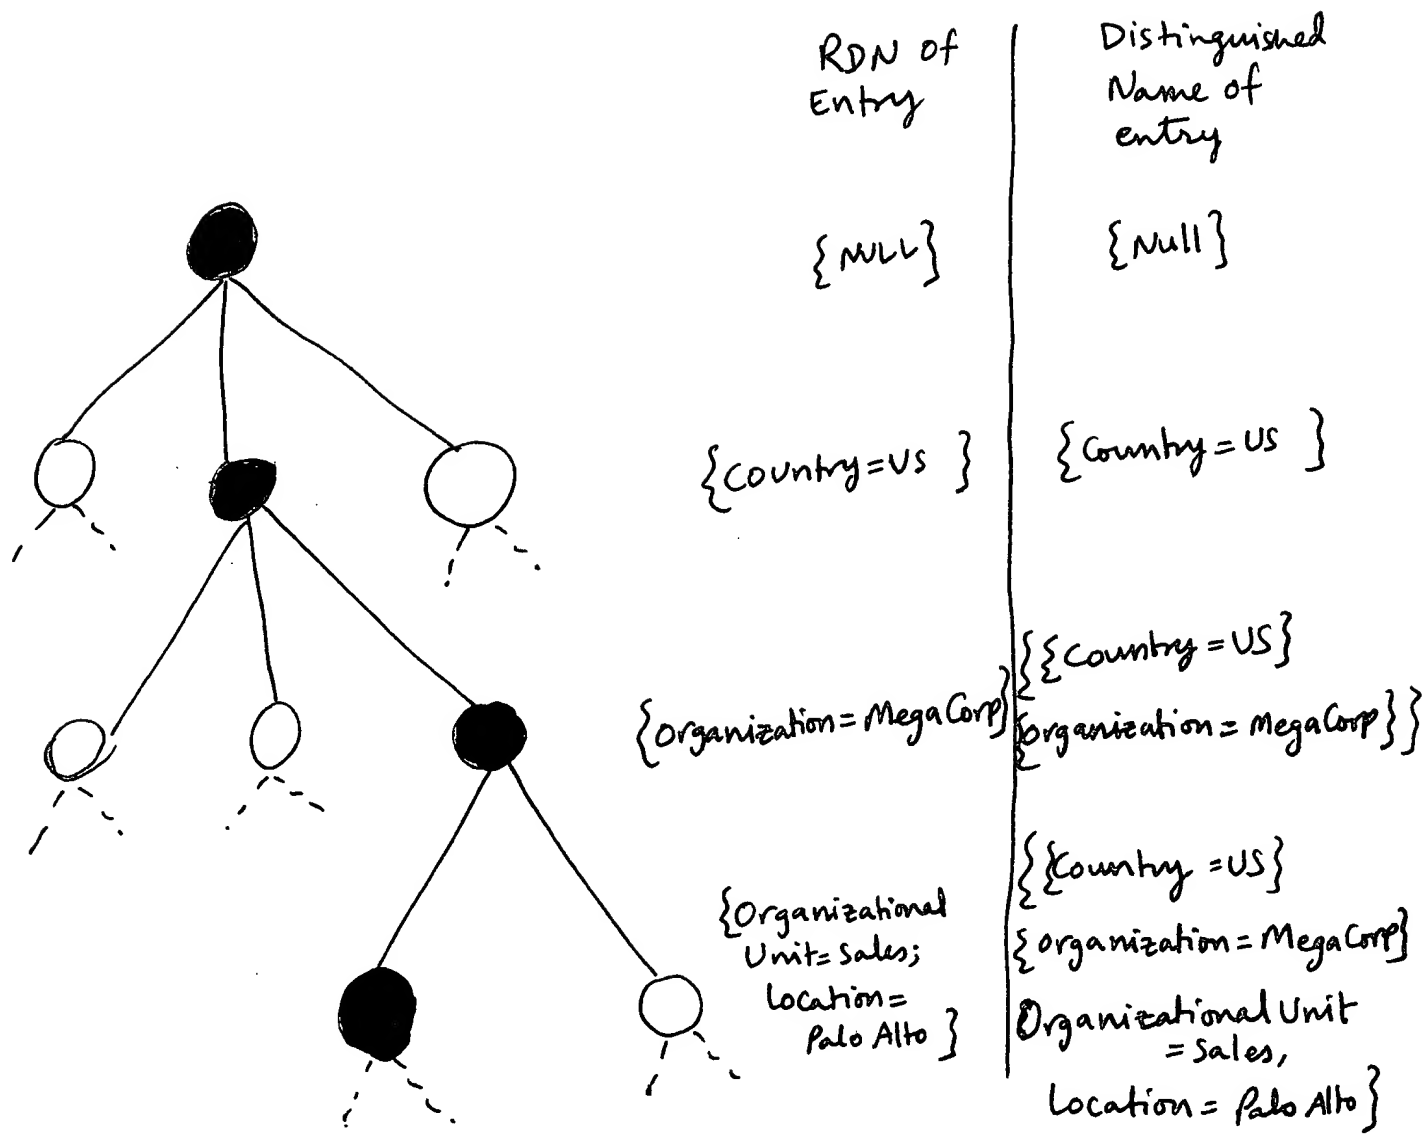 RDN of
Entry
Distinguished
Name of
entry
{NULL}
{Null}
{Country=US }
{Country=US }
{Organization=MegaCorp}
{{Country=US}
{Organization=MegaCorp}}
{Organizational
Unit=Sales;
Location=
Palo Alto }
{{Country =US}
{organization=MegaCorp}
Organizational Unit
=Sales,
Location= Palo Alto}